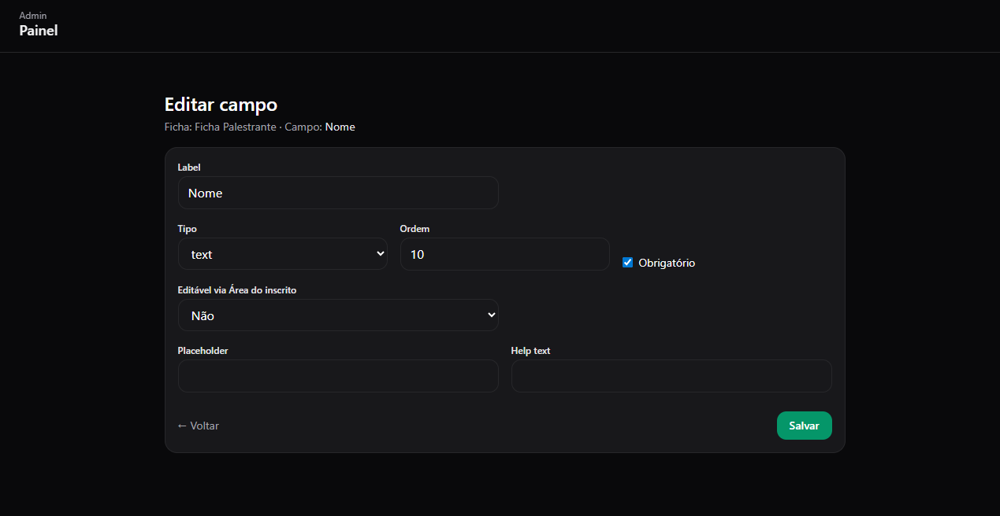 Admin
Painel
Editar campo
Ficha: Ficha Palestrante · Campo: Nome
Label
Nome
Tipo
Ordem
text
10
Obrigatório
Editável via Área do inscrito
Não
Placeholder
Help text
← Voltar
Salvar